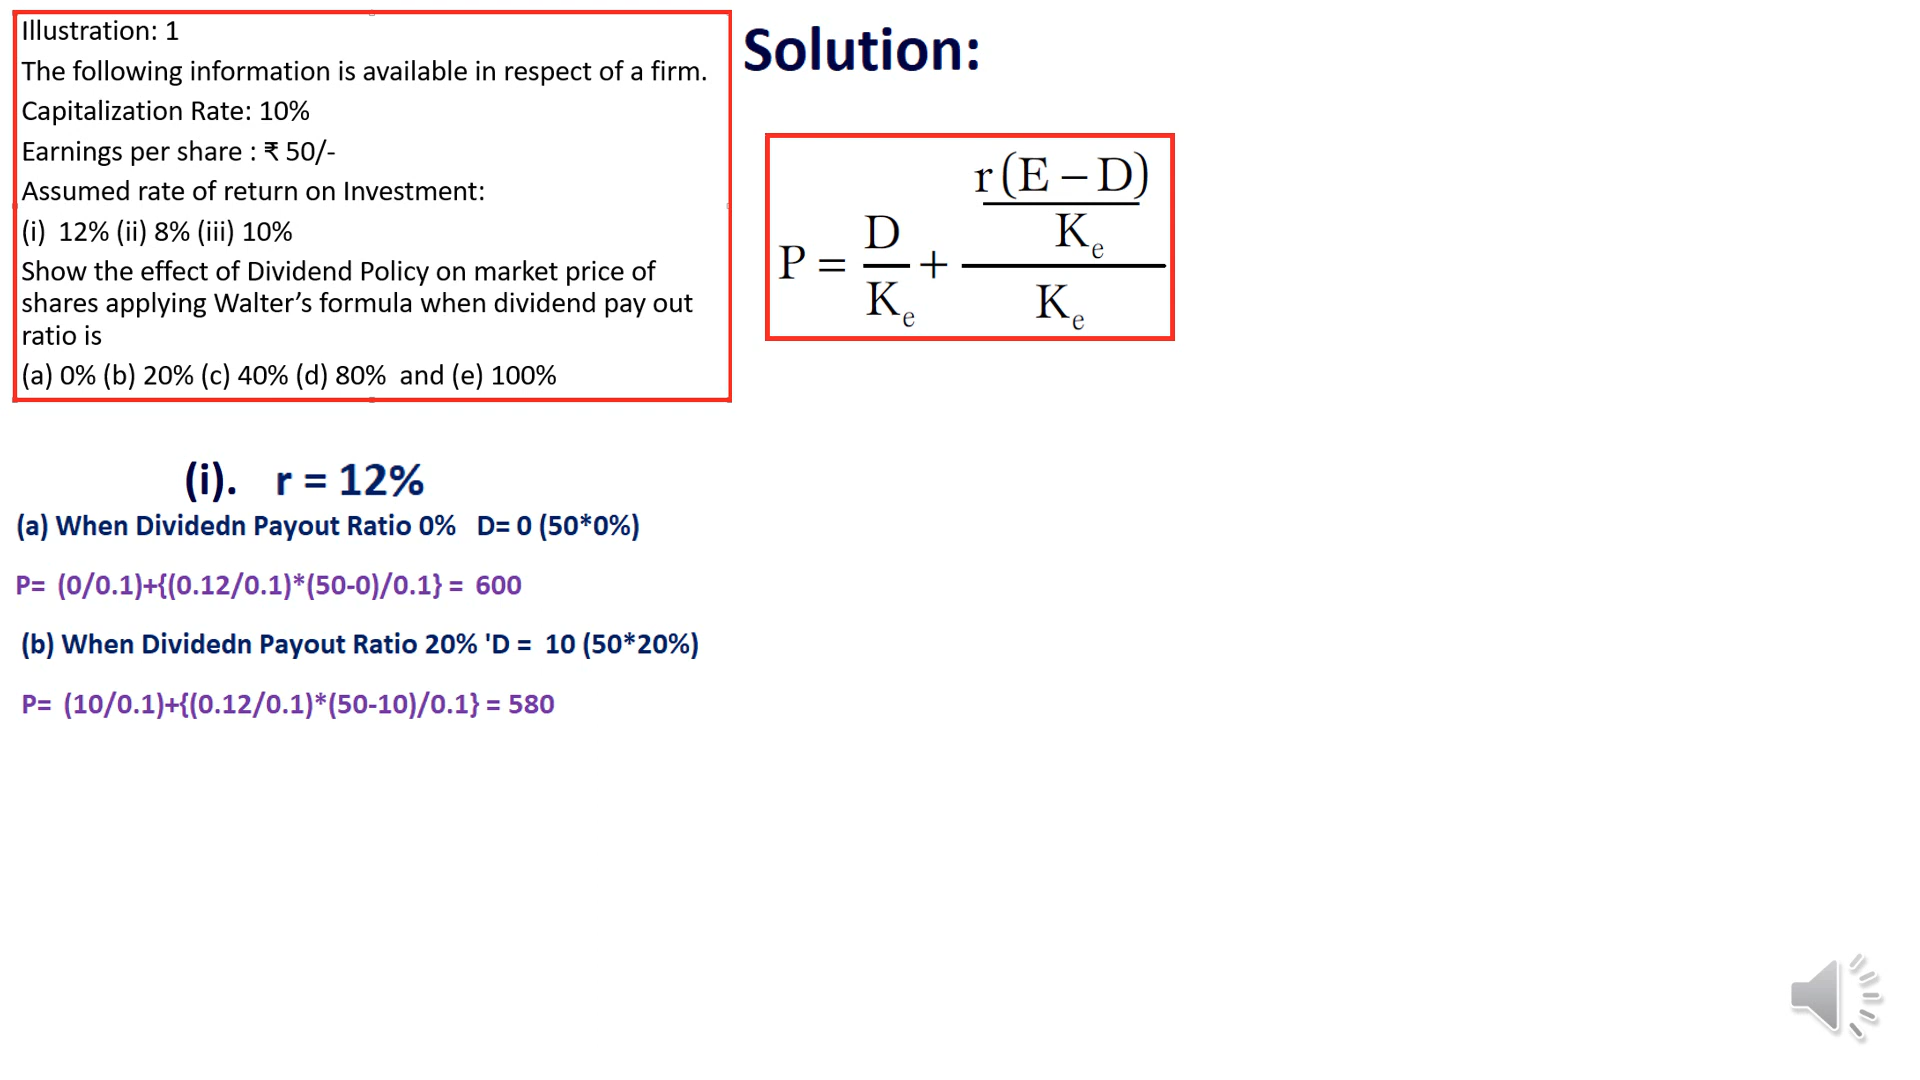 Illustration: 1
The following information is available in respect of a firm.
Capitalization Rate: 10%
Earnings per share : ₹ 50/-
Assumed rate of return on Investment:
(i) 12% (ii) 8% (iii) 10%
Show the effect of Dividend Policy on market price of
shares applying Walter’s formula when dividend pay out
ratio is
(a) 0% (b) 20% (c) 40% (d) 80% and (e) 100%
Solution:
r(E – D)
K_e
P = D/K_e + 
K_e
(i). r = 12%
(a) When Dividedn Payout Ratio 0% D= 0 (50*0%)
P= (0/0.1)+{(0.12/0.1)*(50-0)/0.1} = 600
(b) When Dividedn Payout Ratio 20% 'D = 10 (50*20%)
P= (10/0.1)+{(0.12/0.1)*(50-10)/0.1} = 580